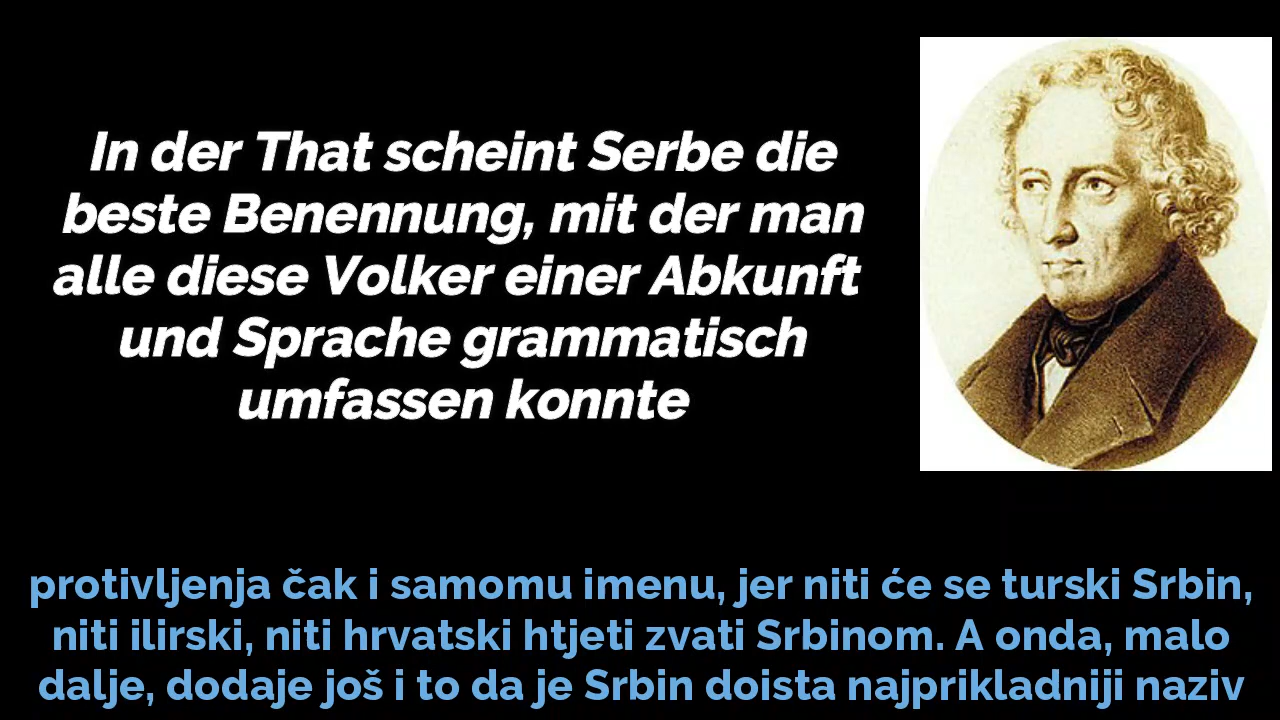 In der That scheint Serbe die
beste Benennung, mit der man
alle diese Volker einer Abkunft
und Sprache grammatisch
umfassen konnte
protivljenja čak i samomu imenu, jer niti će se turski Srbin,
niti ilirski, niti hrvatski htjeti zvati Srbinom. A onda, malo
dalje, dodaje još i to da je Srbin doista najprikladniji naziv